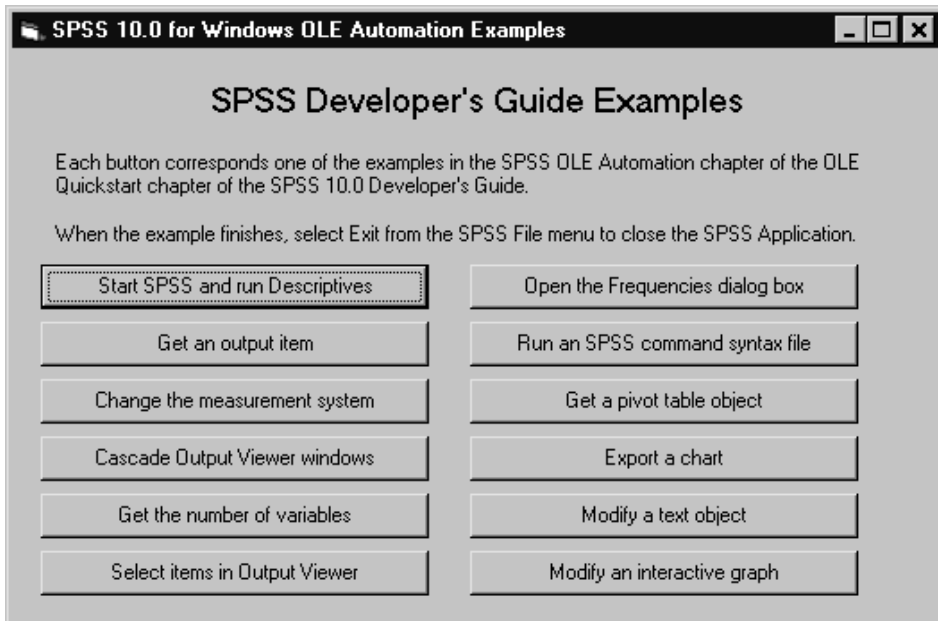 SPSS 10.0 for Windows OLE Automation Examples
SPSS Developer's Guide Examples
Each button corresponds one of the examples in the SPSS OLE Automation chapter of the OLE
Quickstart chapter of the SPSS 10.0 Developer's Guide.
When the example finishes, select Exit from the SPSS File menu to close the SPSS Application.
Start SPSS and run Descriptives
Open the Frequencies dialog box
Get an output item
Run an SPSS command syntax file
Change the measurement system
Get a pivot table object
Cascade Output Viewer windows
Export a chart
Get the number of variables
Modify a text object
Select items in Output Viewer
Modify an interactive graph